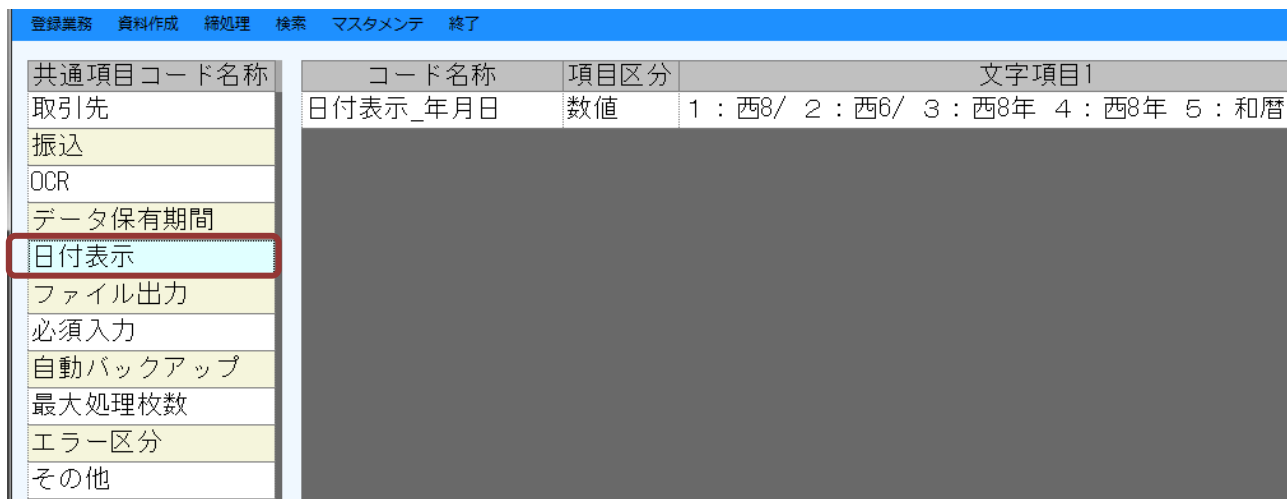 登録業務 資料作成 締処理 検索 マスタメンテ 終了
共通項目コード名称
取引先
振込
OCR
データ保有期間
日付表示
ファイル出力
必須入力
自動バックアップ
最大処理枚数
エラー区分
その他
コード名称 項目区分 文字項目1
日付表示_年月日 数値 1：西8/ 2：西6/ 3：西8年 4：西8年 5：和暦